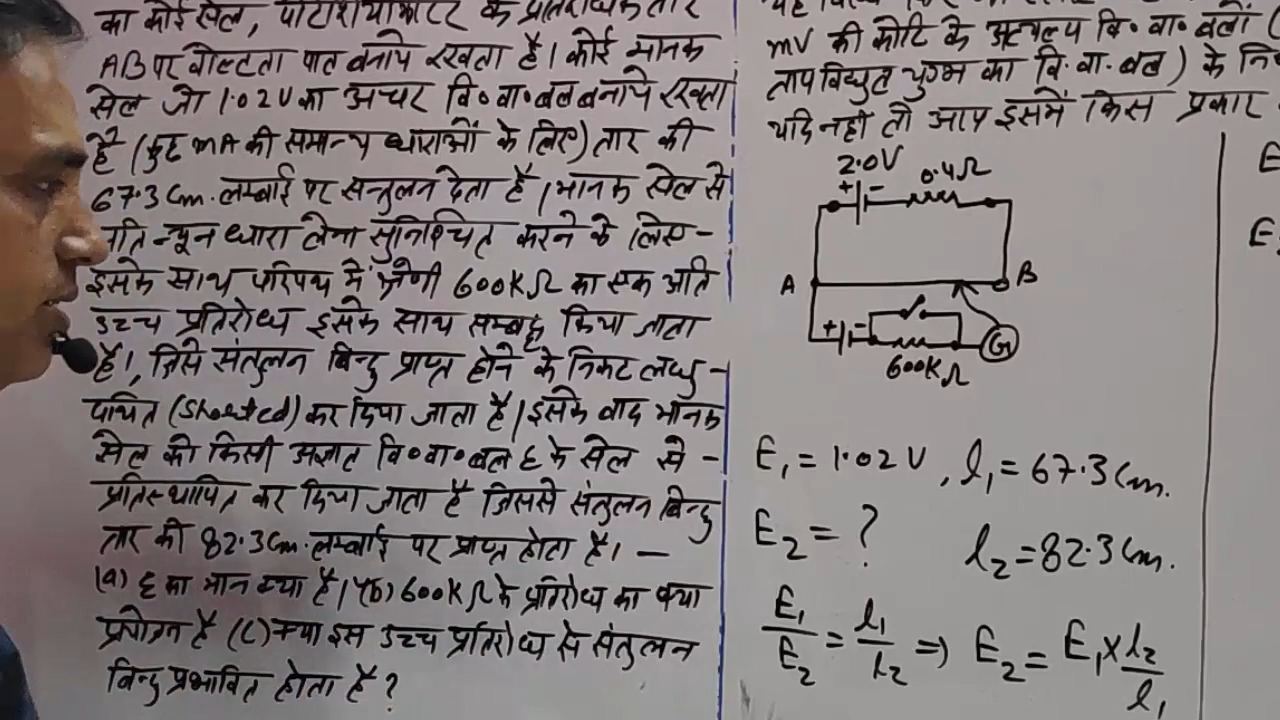 का कोई सेल, पोटेंशियोमीटर के प्रतिरोधक तार
AB पर वोल्टता पात बनाये रखता है। कोई मानक
सेल जो 1.02V का अचर वि॰वा॰बल बनाये रखता
है (कुछ mA की सामान्य धाराओं के लिए) तार की
67.3 cm. लम्बाई पर सन्तुलन देता है। मानक सेल से
अति न्यून धारा लेना सुनिश्चित करने के लिए -
इसके साथ परिपथ में श्रेणी 600KΩ का एक अति
उच्च प्रतिरोध इसके साथ सम्बद्ध किया जाता
है।, जिसे संतुलन बिन्दु प्राप्त होने के निकट लघु -
पथित (Shorted) कर दिया जाता है। इसके बाद मानक
सेल को किसी अज्ञात वि॰वा॰बल ε के सेल से -
प्रतिस्थापित कर दिया जाता है जिससे संतुलन बिन्दु
तार की 82.3 cm. लम्बाई पर प्राप्त होता है। —
(a) ε का मान क्या है। (b) 600KΩ के प्रतिरोध का क्या
प्रयोजन है (C) क्या इस उच्च प्रतिरोध से संतुलन
बिन्दु प्रभावित होता है?
mV की कोटि के अत्यल्प वि॰वा॰बलों (
ताप विद्युत युग्म का वि.वा.बल) के नि
यदि नहीं तो आप इसमें किस प्रकार
2.0V 0.4Ω
+ -
A B
+ - G
600KΩ
E₁ = 1.02V, l₁ = 67.3 cm.
E₂ = ? l₂ = 82.3 cm.
E₁/E₂ = l₁/l₂ ⇒ E₂ = E₁ × l₂/l₁
E
E